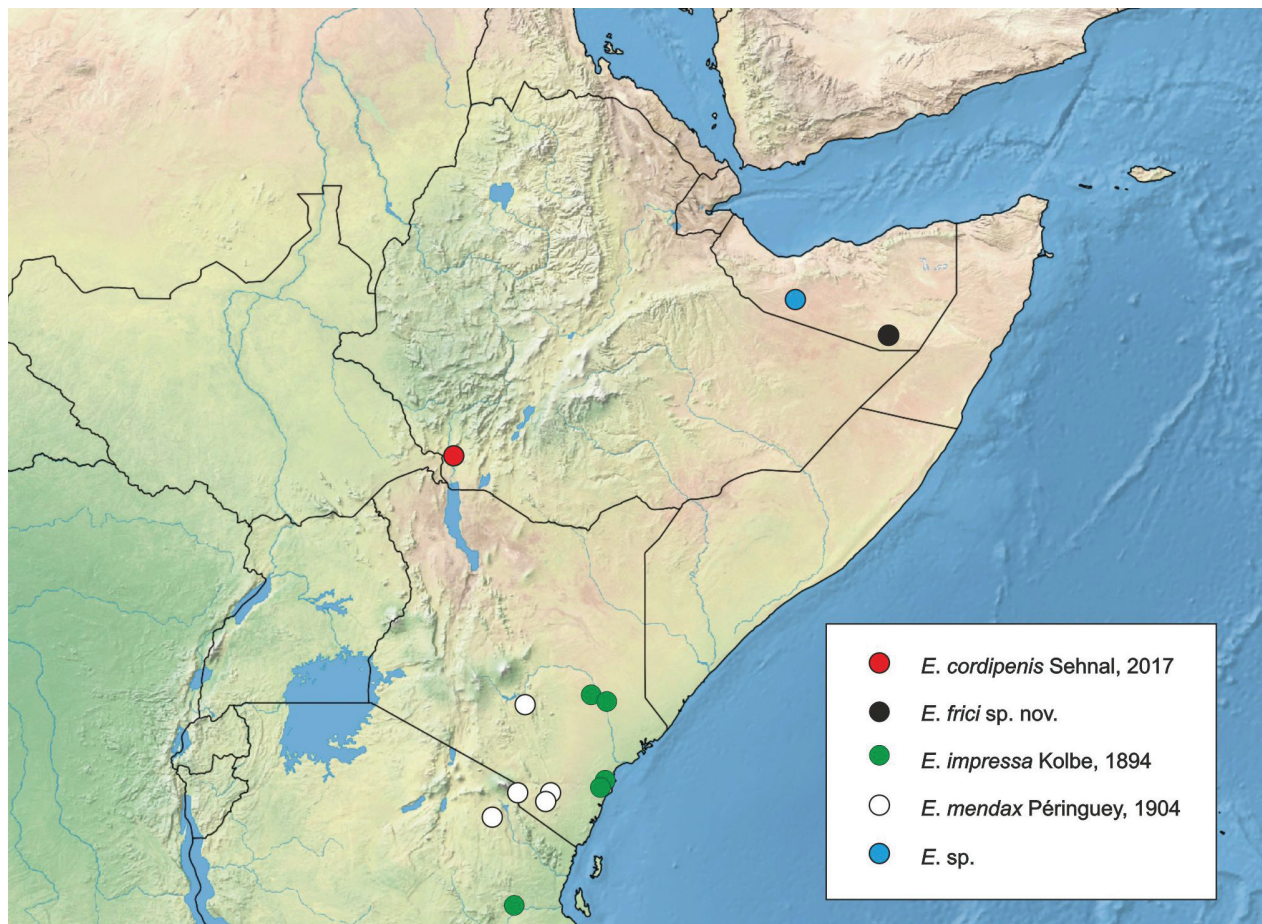 E. cordipenis Sehnal, 2017
E. frici sp. nov.
E. impressa Kolbe, 1894
E. mendax Péringuey, 1904
E. sp.